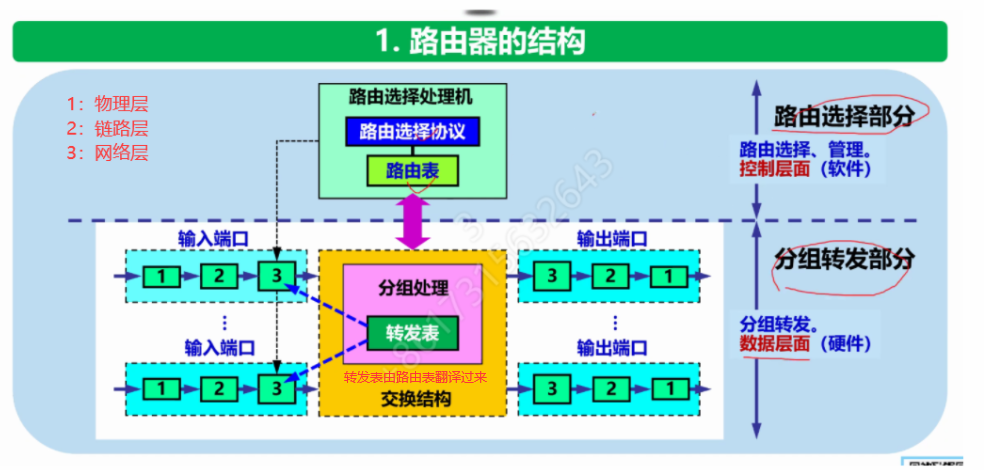 1. 路由器的结构
1：物理层
2：链路层
3：网络层
路由选择处理机
路由选择协议
路由表
路由选择部分
路由选择、管理。
控制层面（软件）
输入端口
输出端口
1 2 3
3 2 1
分组处理
转发表
分组转发部分
分组转发。
数据层面（硬件）
⋮
⋮
输入端口
输出端口
1 2 3
3 2 1
转发表由路由表翻译过来
交换结构